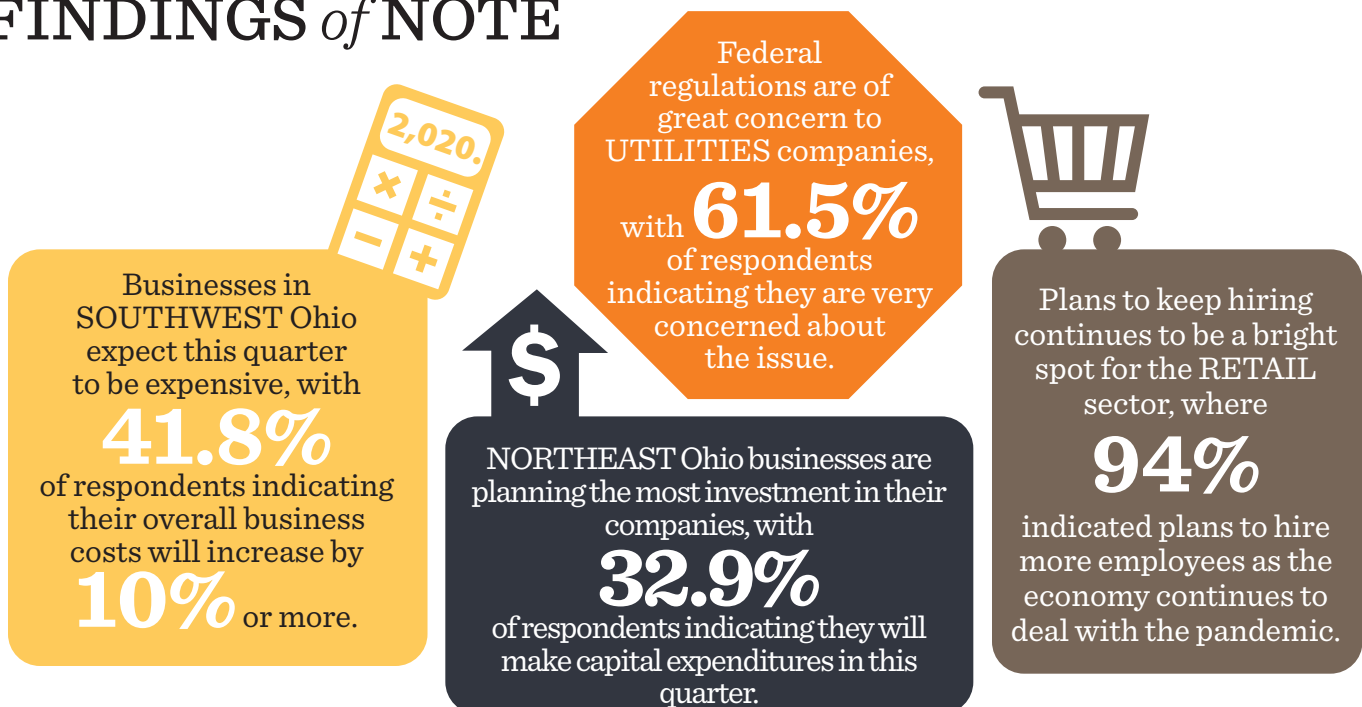 FINDINGS of NOTE
2,020.
× ÷
− +
Businesses in
SOUTHWEST Ohio
expect this quarter
to be expensive, with
41.8%
of respondents indicating
their overall business
costs will increase by
10% or more.
$
NORTHEAST Ohio businesses are
planning the most investment in their
companies, with
32.9%
of respondents indicating they will
make capital expenditures in this
quarter.
Federal
regulations are of
great concern to
UTILITIES companies,
with 61.5%
of respondents
indicating they are very
concerned about
the issue.
Plans to keep hiring
continues to be a bright
spot for the RETAIL
sector, where
94%
indicated plans to hire
more employees as the
economy continues to
deal with the pandemic.